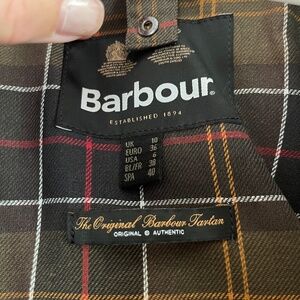 Barbour®
ESTABLISHED 1894
UK 10
EURO 36
USA 6
BL/FR 38
SPA 40
The Original Barbour Tartan
ORIGINAL & AUTHENTIC